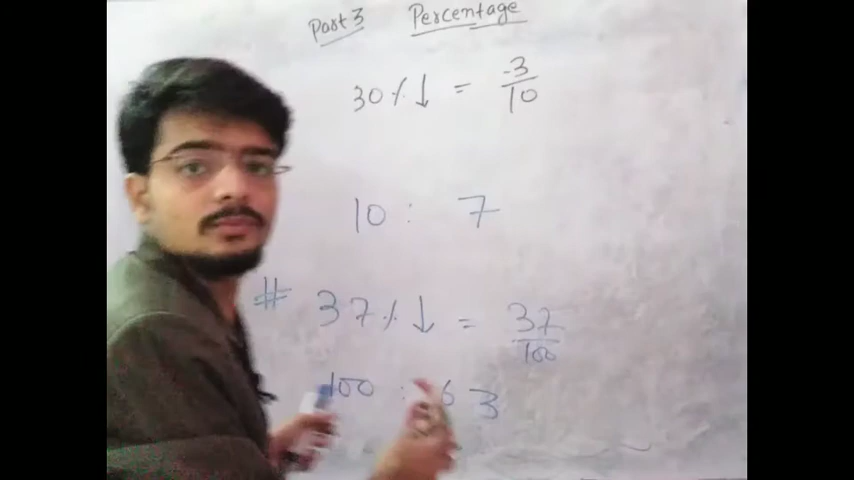 Part 3 Percentage
30% ↓ = -3/10
10 : 7
# 37% ↓ = 37/100
100 : 63